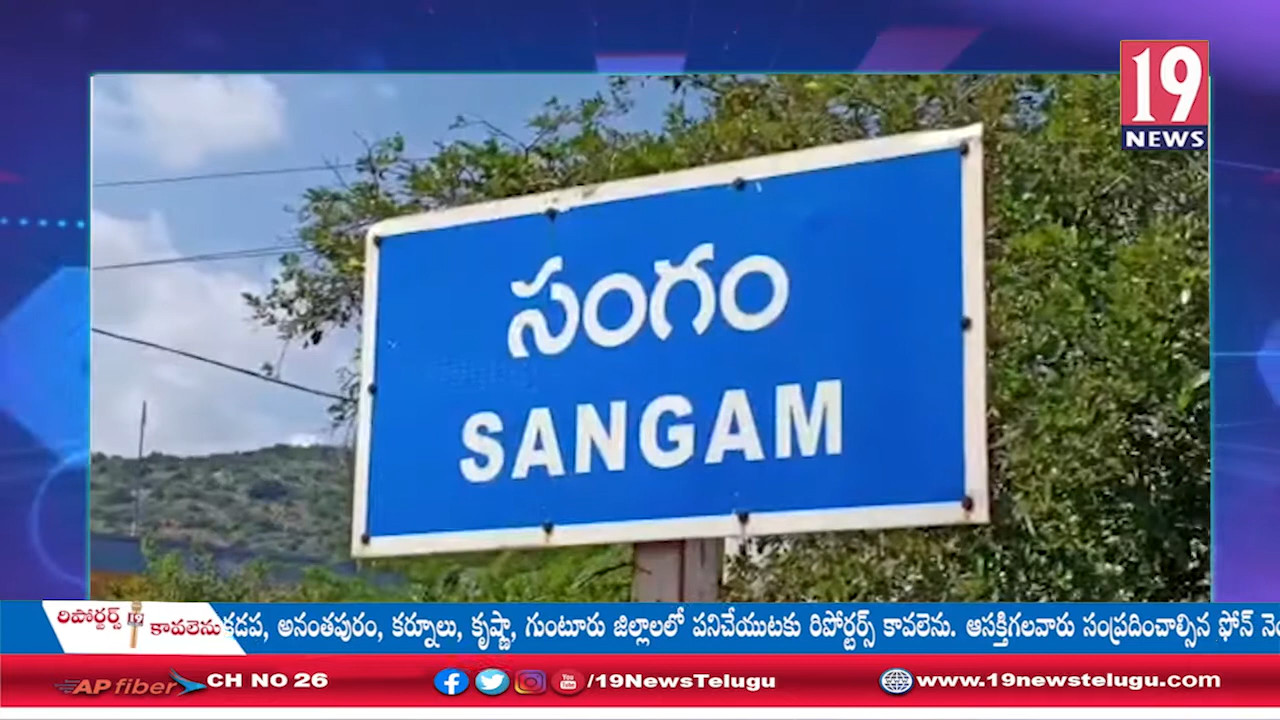 19
NEWS
సంగం
SANGAM
రిపోర్టర్స్
కావలెను
కడప, అనంతపురం, కర్నూలు, కృష్ణా, గుంటూరు జిల్లాలలో పనిచేయుటకు రిపోర్టర్స్ కావలెను. ఆసక్తిగలవారు సంప్రదించాల్సిన ఫోన్
AP fiber CH NO 26 /19NewsTelugu www.19newstelugu.com